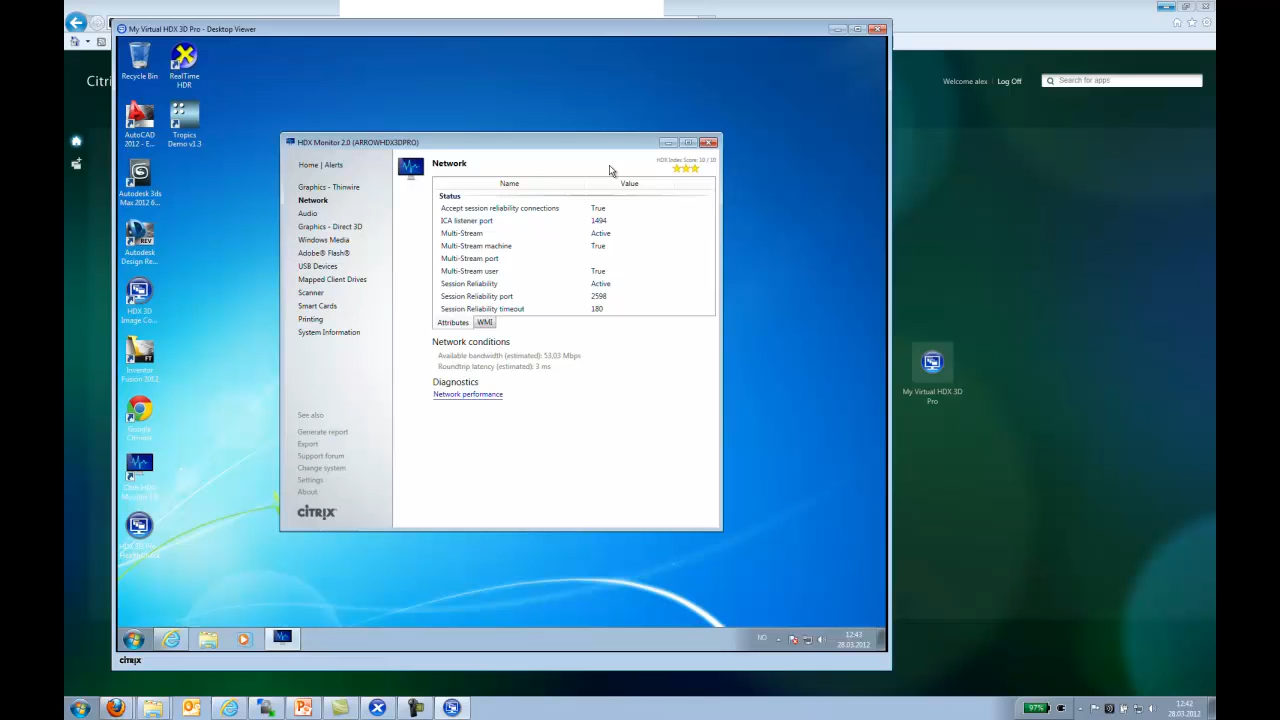 My Virtual HDX 3D Pro - Desktop Viewer
Citri
Welcome alex
Log Off
Search for apps
Recycle Bin
RealTime
HDR
AutoCAD
2012 - E...
Tropics
Demo v1.3
Autodesk 3ds
Max 2012 6...
Autodesk
Design Re...
HDX 3D
Image Co...
Inventor
Fusion 2012
Google
Chrome
HDX Monitor 2.0 (ARROWHDX3DPRO)
Home | Alerts
Graphics - Thinwire
Network
Audio
Graphics - Direct 3D
Windows Media
Adobe® Flash®
USB Devices
Mapped Client Drives
Scanner
Smart Cards
Printing
System Information
See also
Generate report
Export
Support forum
Change system
Settings
About
CITRIX
Network
HDX Index Score: 10 / 10
Name Value
Status
Accept session reliability connections True
ICA listener port 1494
Multi-Stream Active
Multi-Stream machine True
Multi-Stream port
Multi-Stream user True
Session Reliability Active
Session Reliability port 2598
Session Reliability timeout 180
Attributes WMI
Network conditions
Available bandwidth (estimated): 53,03 Mbps
Roundtrip latency (estimated): 3 ms
Diagnostics
Network performance
My Virtual HDX 3D
Pro
NO
12:43
28.03.2012
CITRIX
97%
12:42
28.03.2012